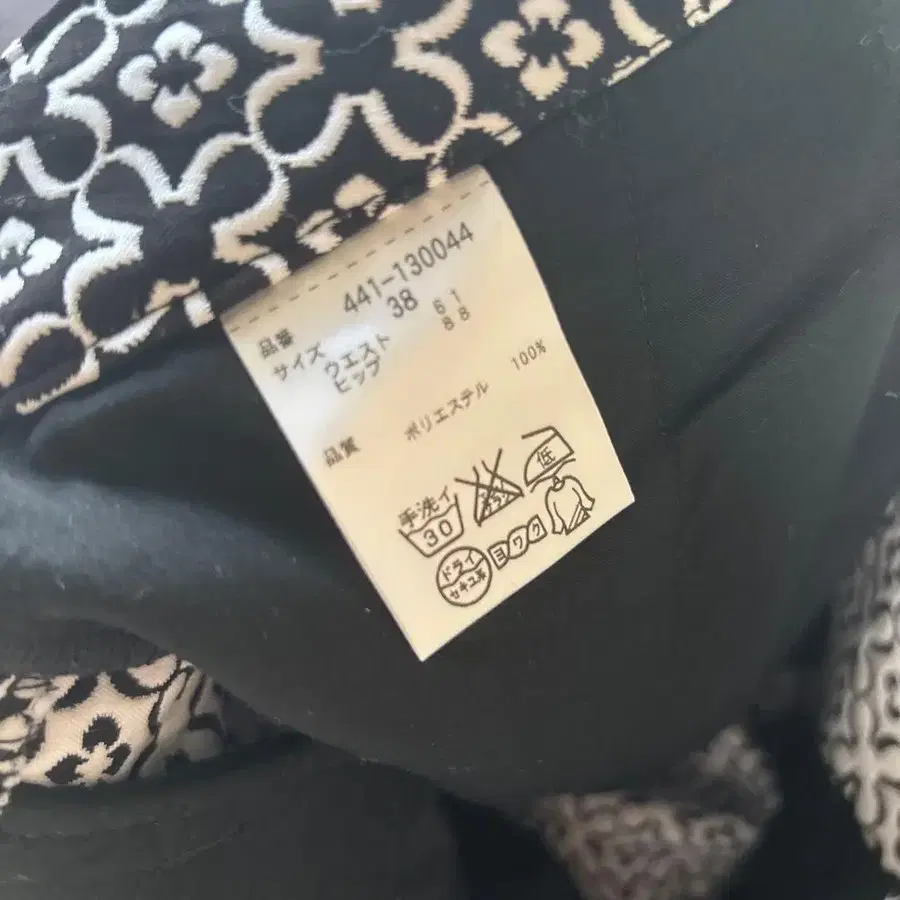 品番 441-130044
サイズ 38
ウエスト 61
ヒップ 88
品質 ポリエステル 100%
手洗イ 30
低
ドライ
セキユ系
ヨワク